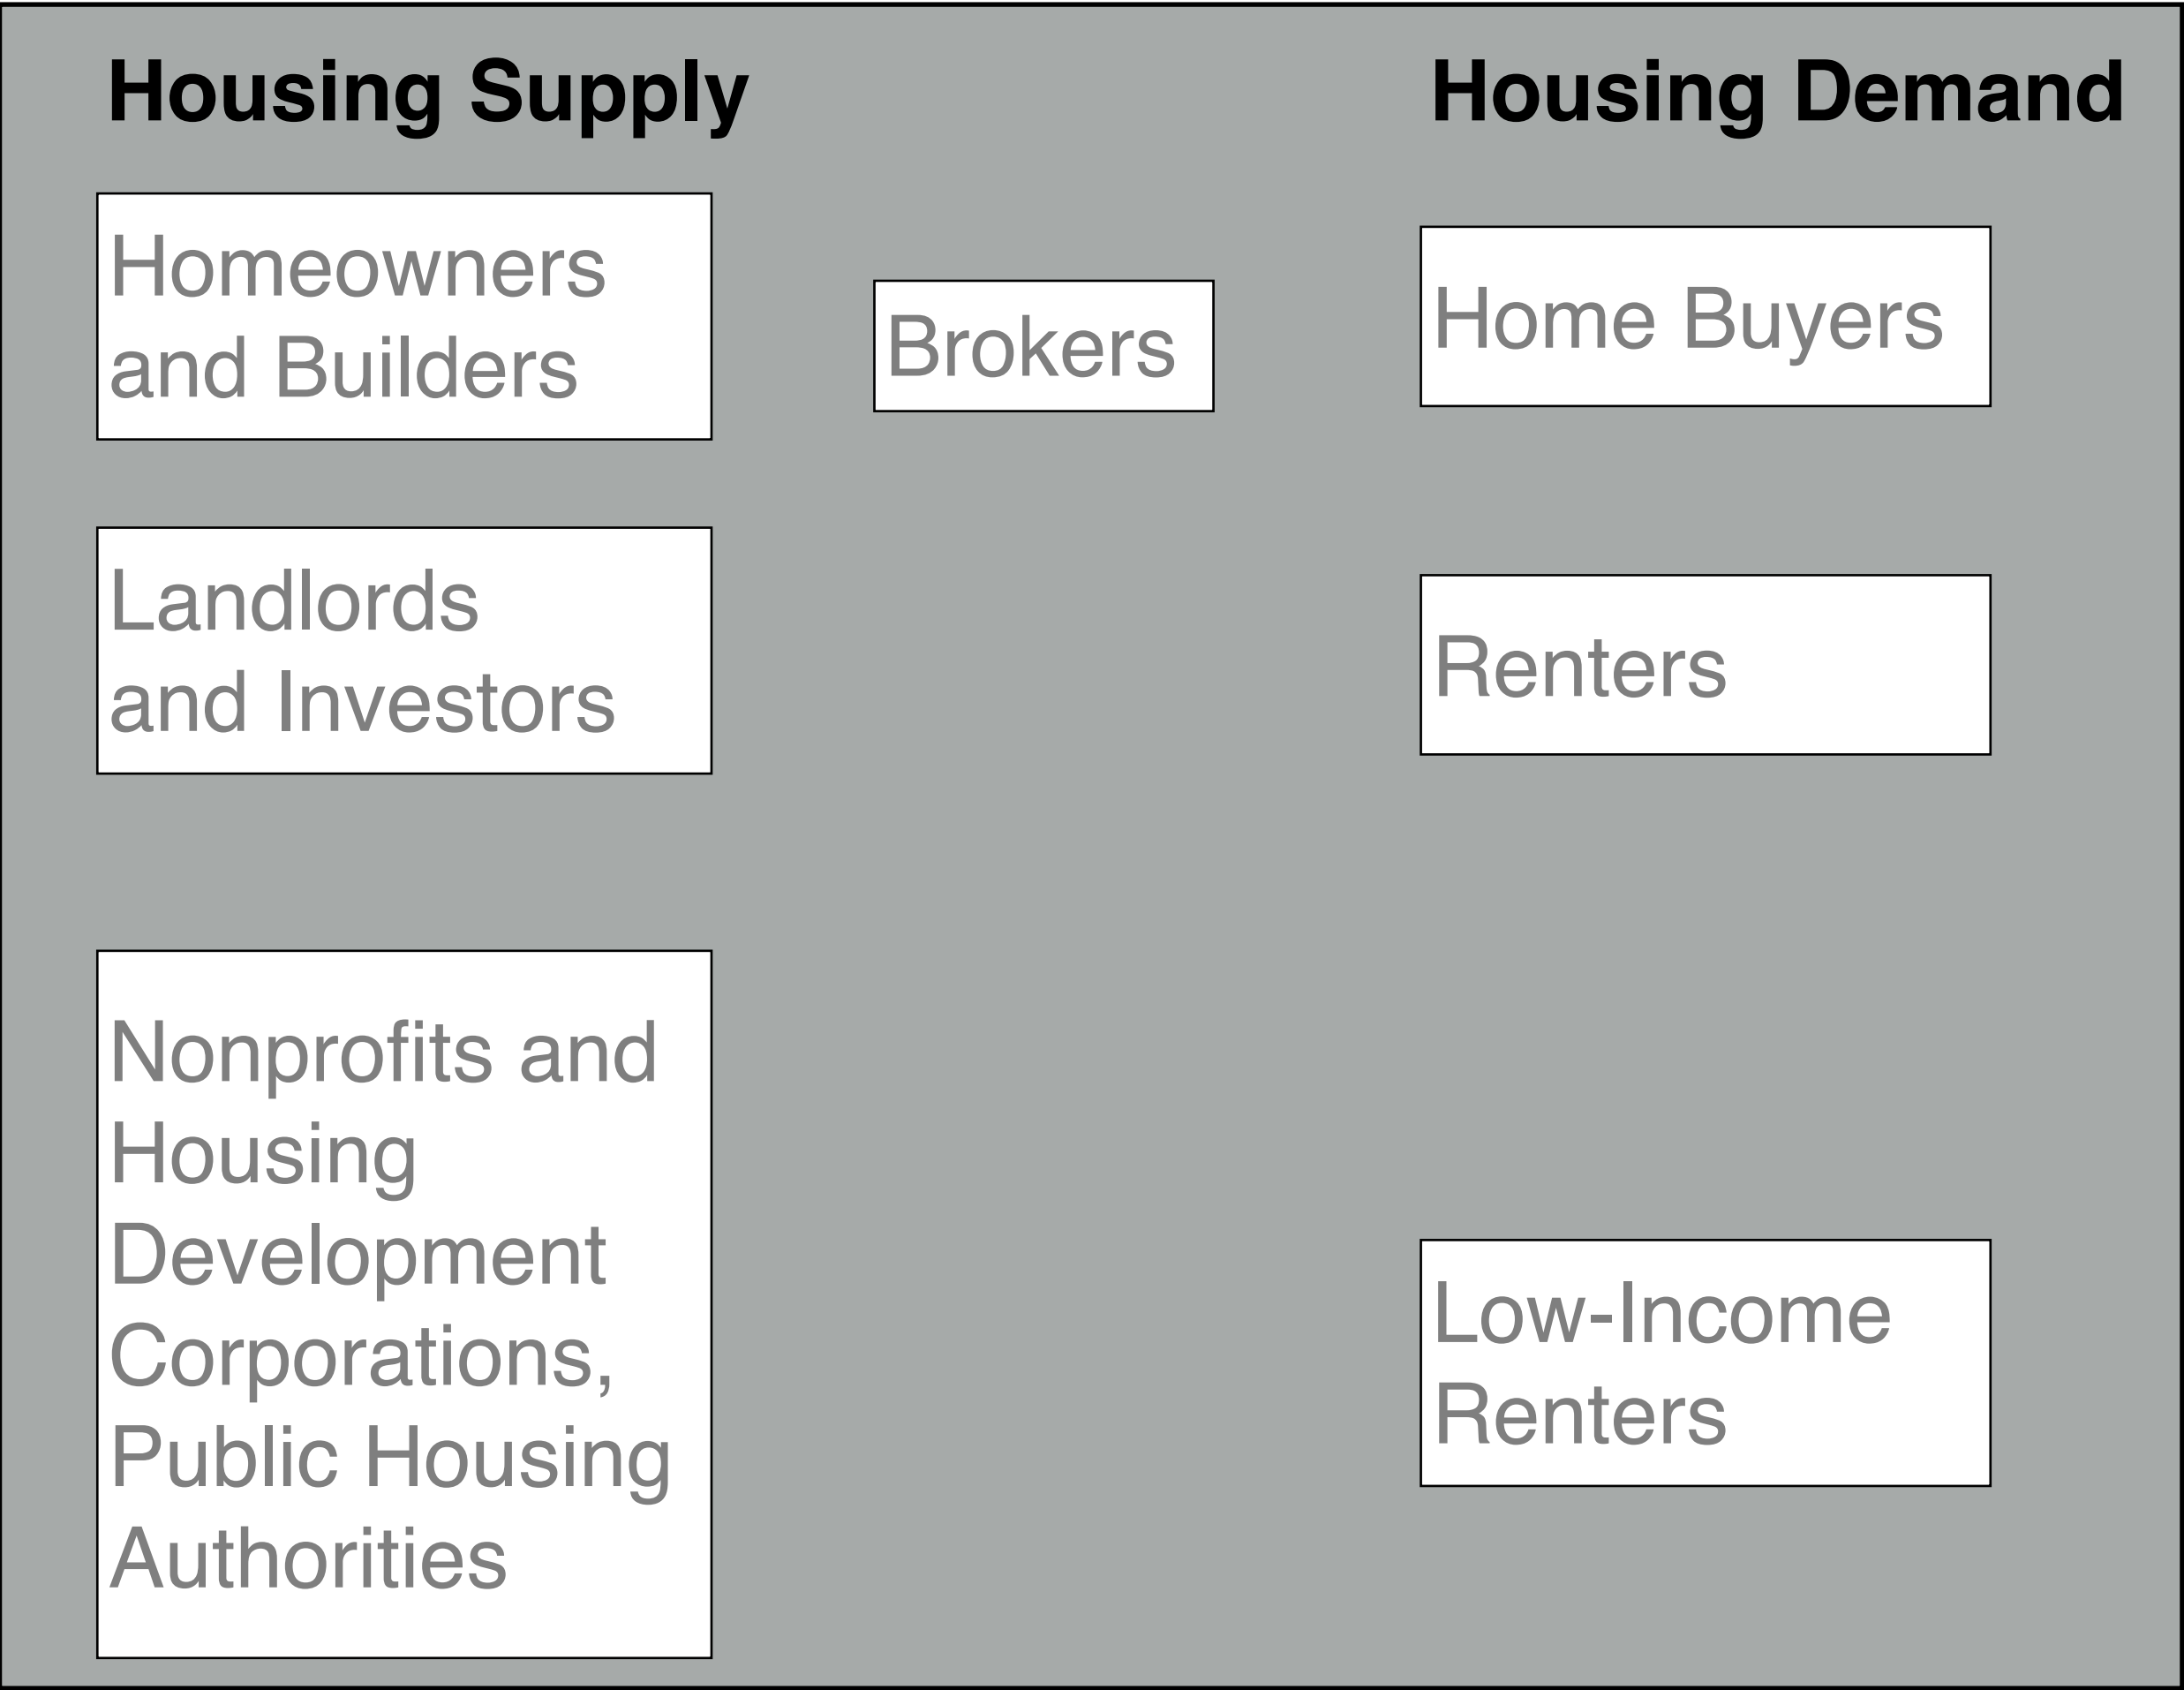 Housing Supply
Housing Demand
Homeowners
and Builders
Brokers
Home Buyers
Landlords
and Investors
Renters
Nonprofits and
Housing
Development
Corporations,
Public Housing
Authorities
Low-Income
Renters